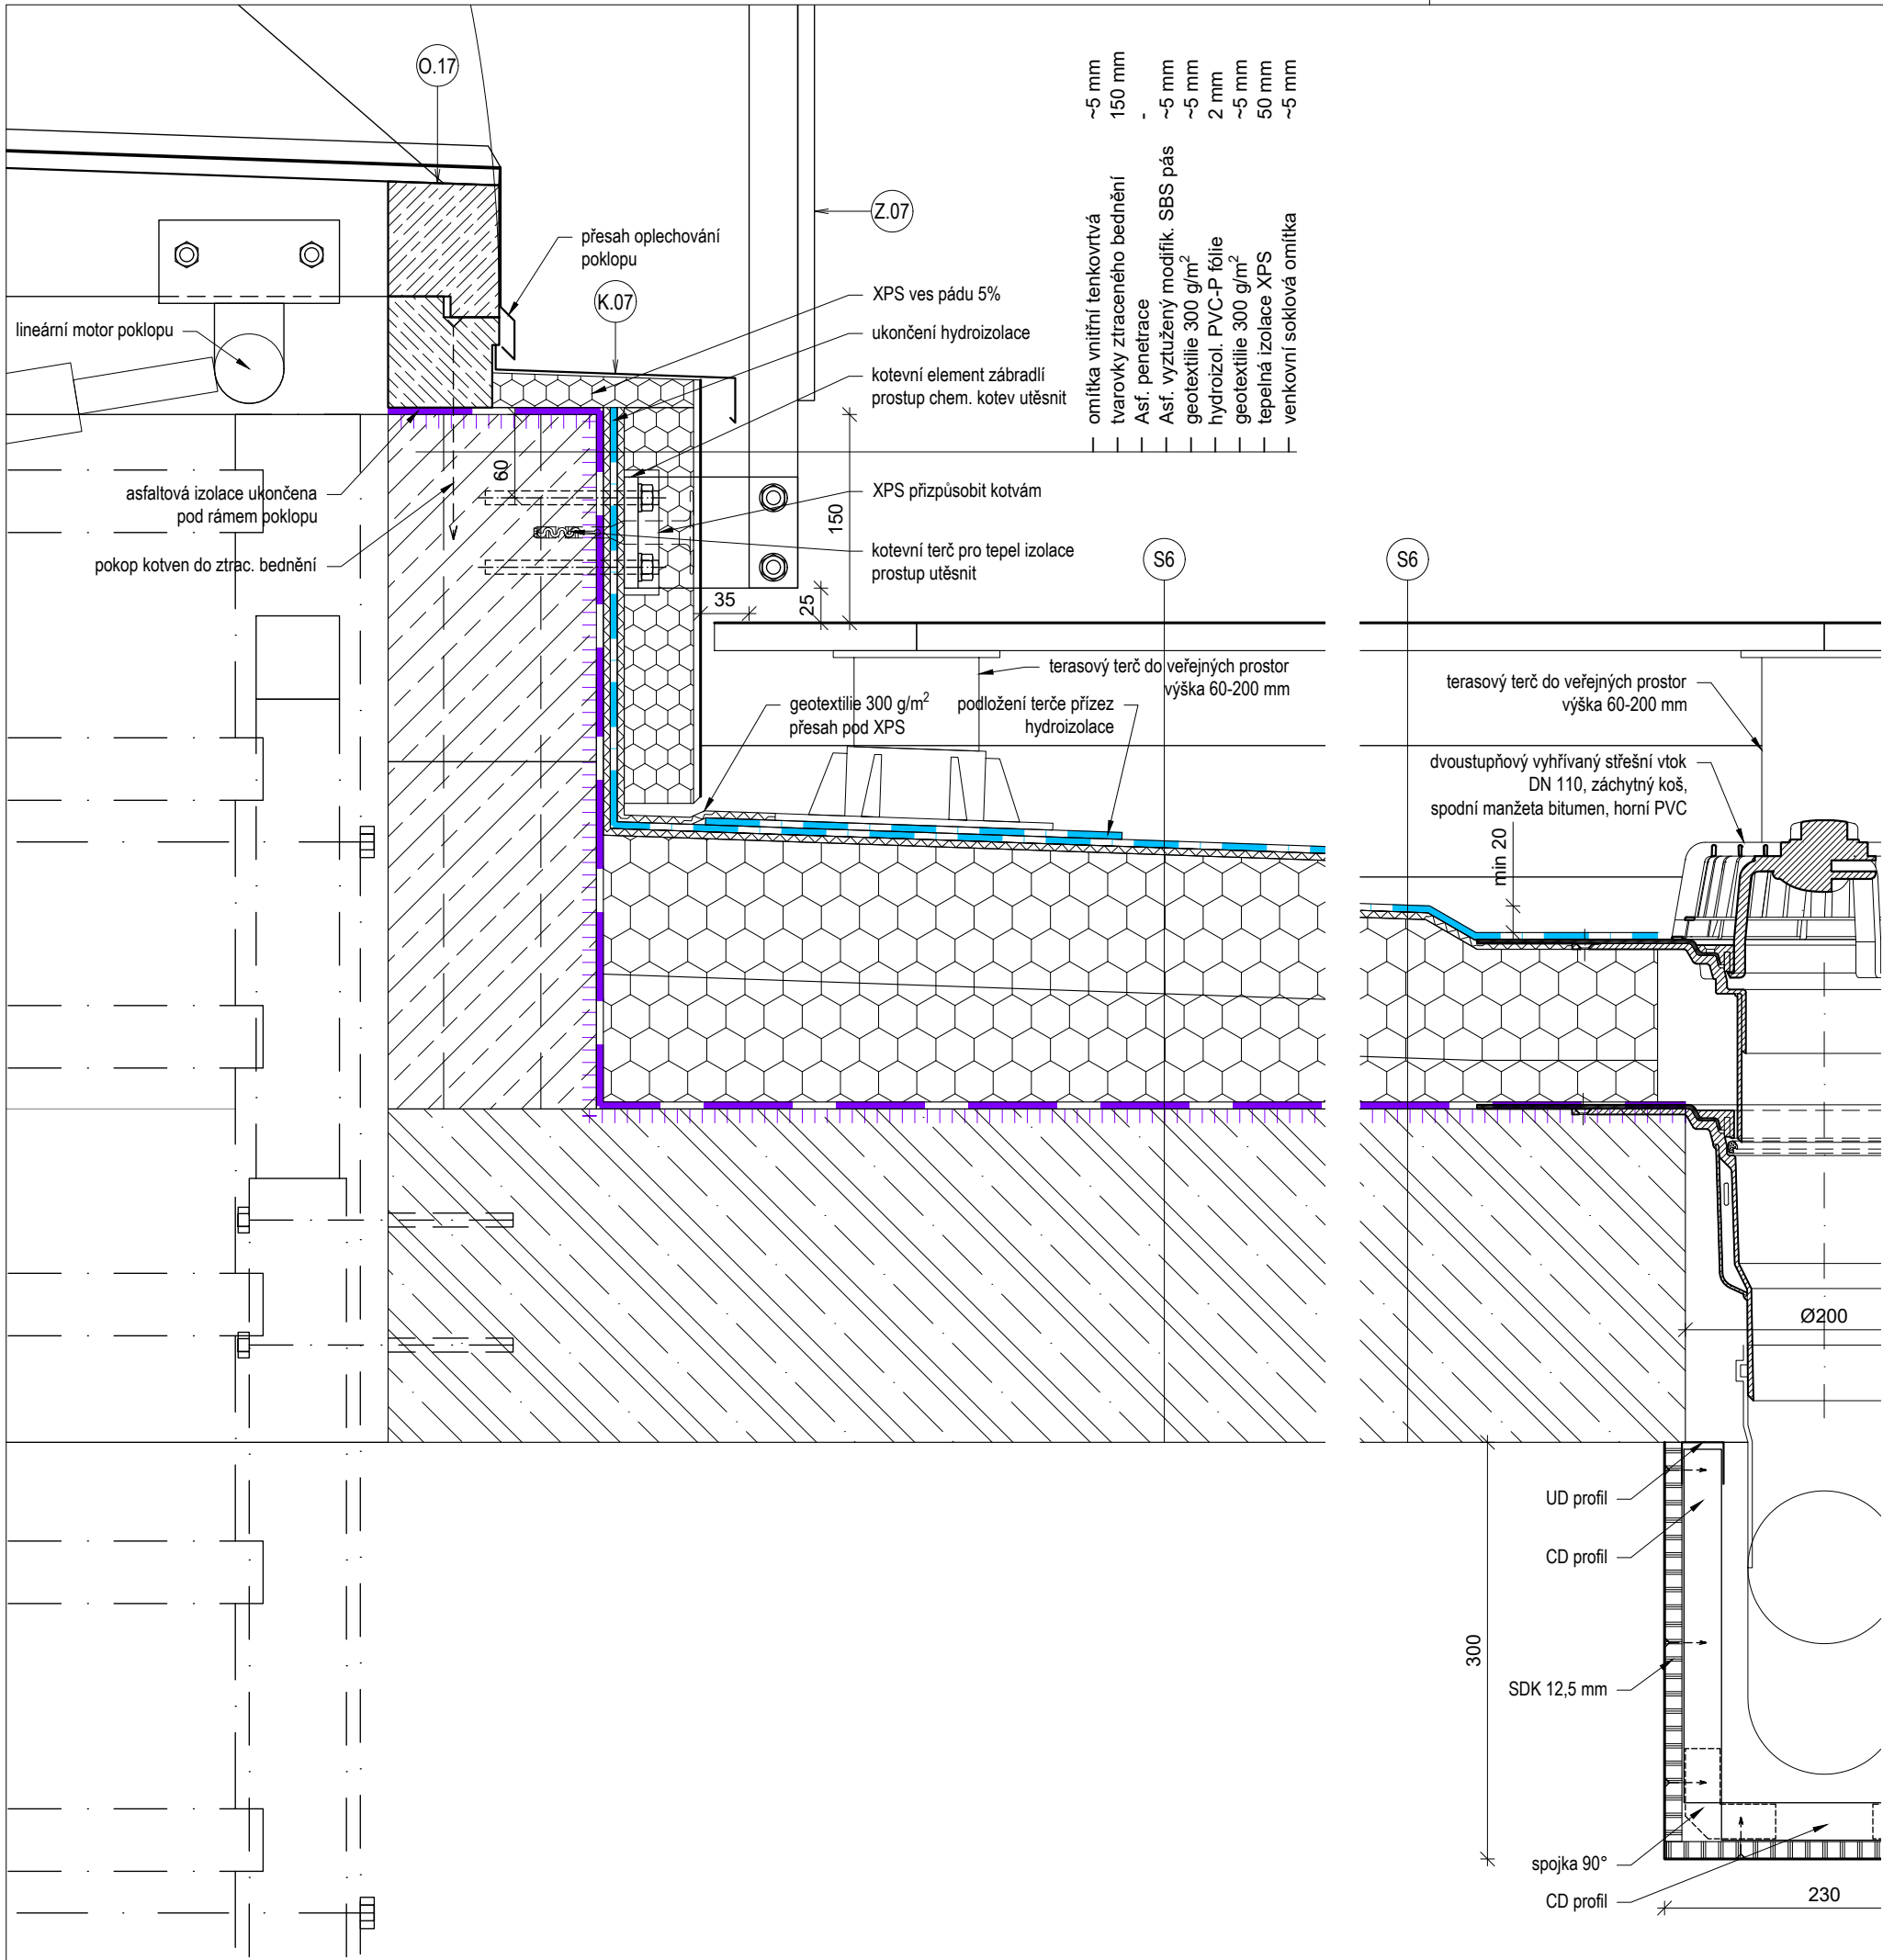 O.17
Z.07
přesah oplechování
poklopu
K.07
lineární motor poklopu
XPS ves pádu 5%
ukončení hydroizolace
kotevní element zábradlí
prostup chem. kotev utěsnit
omítka vnitřní tenkovrtvá ~5 mm
tvarovky ztraceného bednění 150 mm
Asf. penetrace -
Asf. vyztužený modifik. SBS pás ~5 mm
geotextilie 300 g/m² ~5 mm
hydroizol. PVC-P fólie 2 mm
geotextilie 300 g/m² ~5 mm
tepelná izolace XPS 50 mm
venkovní soklová omítka ~5 mm
asfaltová izolace ukončena
pod rámem poklopu
60
XPS přizpůsobit kotvám
150
pokop kotven do ztrac. bednění
kotevní terč pro tepel izolace
prostup utěsnit
S6
S6
35
25
terasový terč do veřejných prostor
výška 60-200 mm
geotextilie 300 g/m²
přesah pod XPS
podložení terče přízez
hydroizolace
terasový terč do veřejných prostor
výška 60-200 mm
dvoustupňový vyhřívaný střešní vtok
DN 110, záchytný koš,
spodní manžeta bitumen, horní PVC
min 20
Ø200
UD profil
CD profil
300
SDK 12,5 mm
spojka 90°
CD profil
230